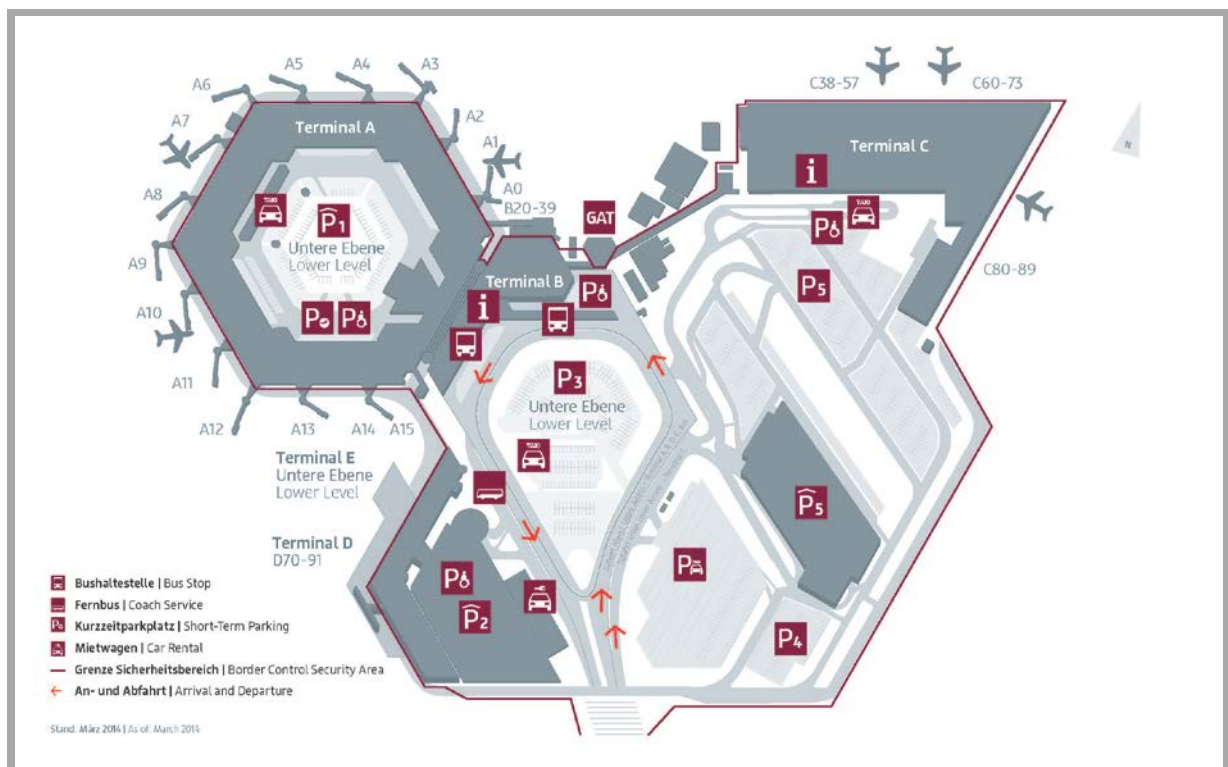 A5
A4
A3
A6
A2
A7
A1
Terminal A
C38-57
C60-73
Terminal C
i
N
TAXI
P1
Untere Ebene
Lower Level
A8
A0
B20-39
GAT
TAXI
P
P5
C80-89
A9
Terminal B
P
i
A10
P
P
P3
Untere Ebene
Lower Level
A11
A12
A13
A14
A15
TAXI
Terminal E
Untere Ebene
Lower Level
P5
Terminal D
D70-91
P
P
P2
P4
Bushaltestelle | Bus Stop
Fernbus | Coach Service
Kurzzeitparkplatz | Short-Term Parking
Mietwagen | Car Rental
Grenze Sicherheitsbereich | Border Control Security Area
An- und Abfahrt | Arrival and Departure
Stand: März 2014 | As of: March 2014